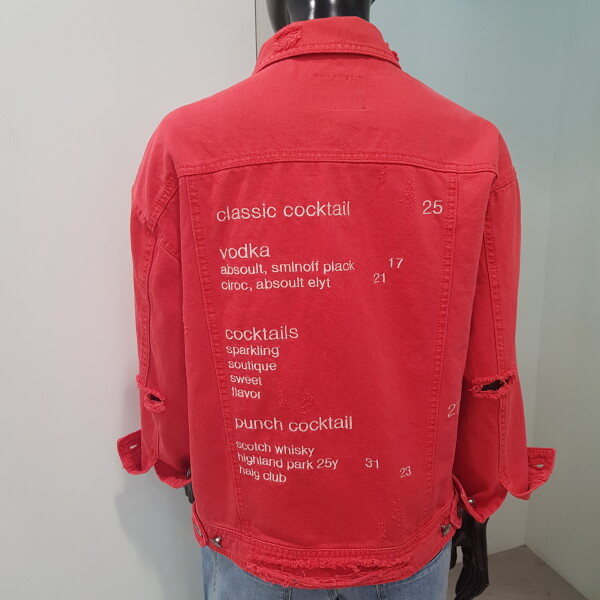 classic cocktail 25
vodka
absoult, sminoff plack 17
ciroc, absoult elyt 21
cocktails
sparkling
soutique
sweet
flavor
punch cocktail
scotch whisky
highland park 25y 31
haig club 23